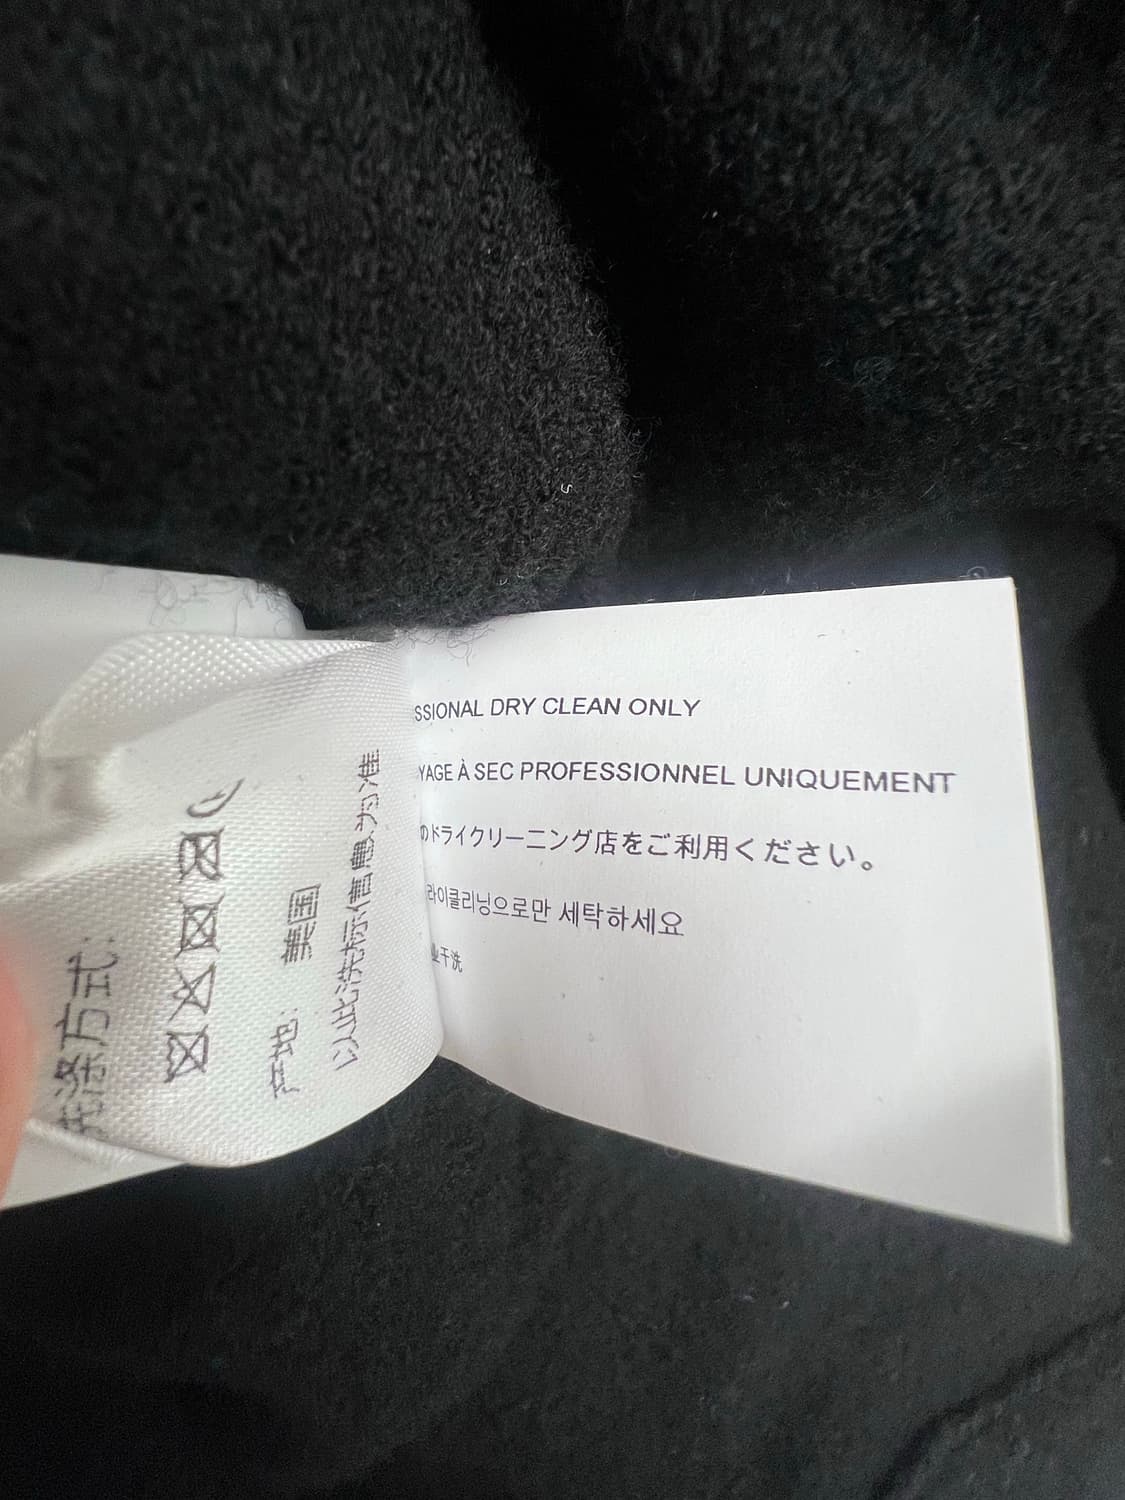 SSIONAL DRY CLEAN ONLY
YAGE À SEC PROFESSIONNEL UNIQUEMENT
のドライクリーニング店をご利用ください。
라이클리닝으로만 세탁하세요
业干洗
洗涤方式:
产地: 美国
以此洗标信息为准